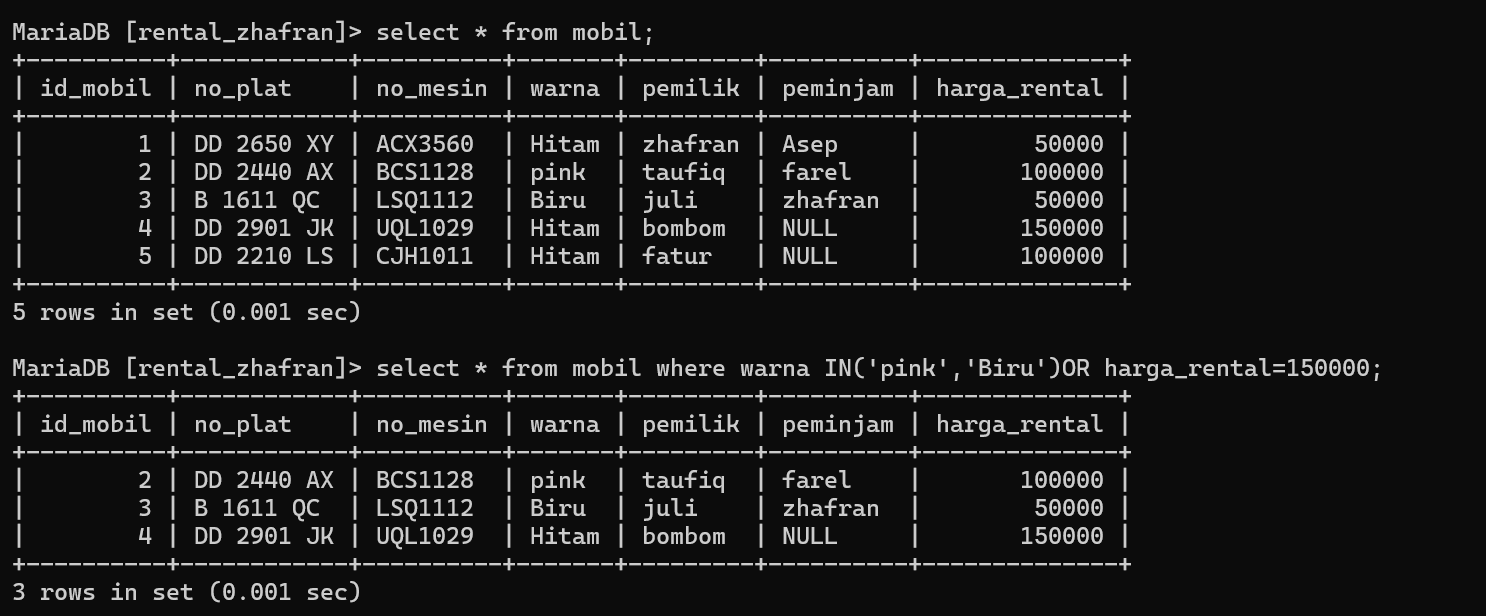 MariaDB [rental_zhafran]> select * from mobil;
+----------+------------+----------+-------+---------+----------+--------------+
| id_mobil | no_plat    | no_mesin | warna | pemilik | peminjam | harga_rental |
+----------+------------+----------+-------+---------+----------+--------------+
|        1 | DD 2650 XY | ACX3560  | Hitam | zhafran | Asep     |        50000 |
|        2 | DD 2440 AX | BCS1128  | pink  | taufiq  | farel    |       100000 |
|        3 | B 1611 QC  | LSQ1112  | Biru  | juli    | zhafran  |        50000 |
|        4 | DD 2901 JK | UQL1029  | Hitam | bombom  | NULL     |       150000 |
|        5 | DD 2210 LS | CJH1011  | Hitam | fatur   | NULL     |       100000 |
+----------+------------+----------+-------+---------+----------+--------------+
5 rows in set (0.001 sec)

MariaDB [rental_zhafran]> select * from mobil where warna IN('pink','Biru')OR harga_rental=150000;
+----------+------------+----------+-------+---------+----------+--------------+
| id_mobil | no_plat    | no_mesin | warna | pemilik | peminjam | harga_rental |
+----------+------------+----------+-------+---------+----------+--------------+
|        2 | DD 2440 AX | BCS1128  | pink  | taufiq  | farel    |       100000 |
|        3 | B 1611 QC  | LSQ1112  | Biru  | juli    | zhafran  |        50000 |
|        4 | DD 2901 JK | UQL1029  | Hitam | bombom  | NULL     |       150000 |
+----------+------------+----------+-------+---------+----------+--------------+
3 rows in set (0.001 sec)